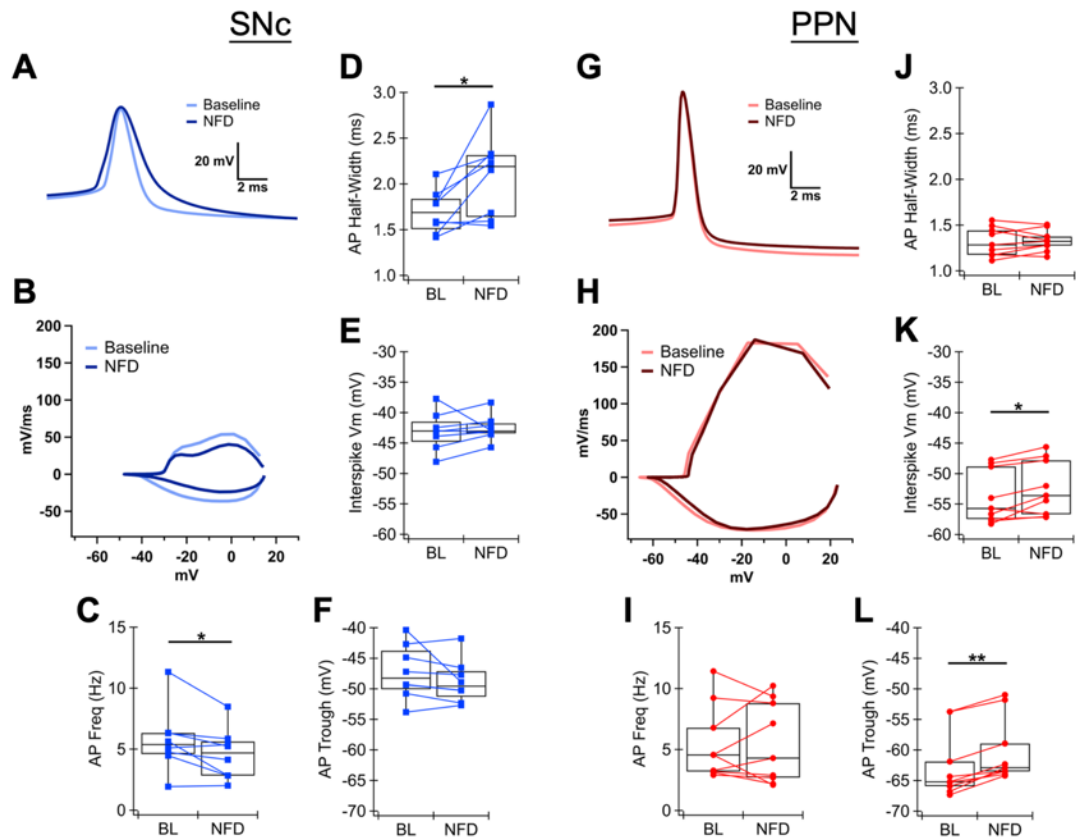 SNc
PPN
A
Baseline
NFD
20 mV
2 ms
D
*
AP Half-Width (ms)
3.0
2.5
2.0
1.5
1.0
BL
NFD
G
Baseline
NFD
20 mV
2 ms
J
AP Half-Width (ms)
3.0
2.5
2.0
1.5
1.0
BL
NFD
B
mV/ms
200
150
100
50
0
-50
Baseline
NFD
-60
-40
-20
0
20
mV
E
Interspike Vm (mV)
-30
-35
-40
-45
-50
-55
-60
BL
NFD
H
mV/ms
200
150
100
50
0
-50
Baseline
NFD
-60
-40
-20
0
20
mV
K
*
Interspike Vm (mV)
-30
-35
-40
-45
-50
-55
-60
BL
NFD
C
*
AP Freq (Hz)
15
10
5
0
BL
NFD
F
AP Trough (mV)
-40
-45
-50
-55
-60
-65
-70
BL
NFD
I
AP Freq (Hz)
15
10
5
0
BL
NFD
L
**
AP Trough (mV)
-40
-45
-50
-55
-60
-65
-70
BL
NFD